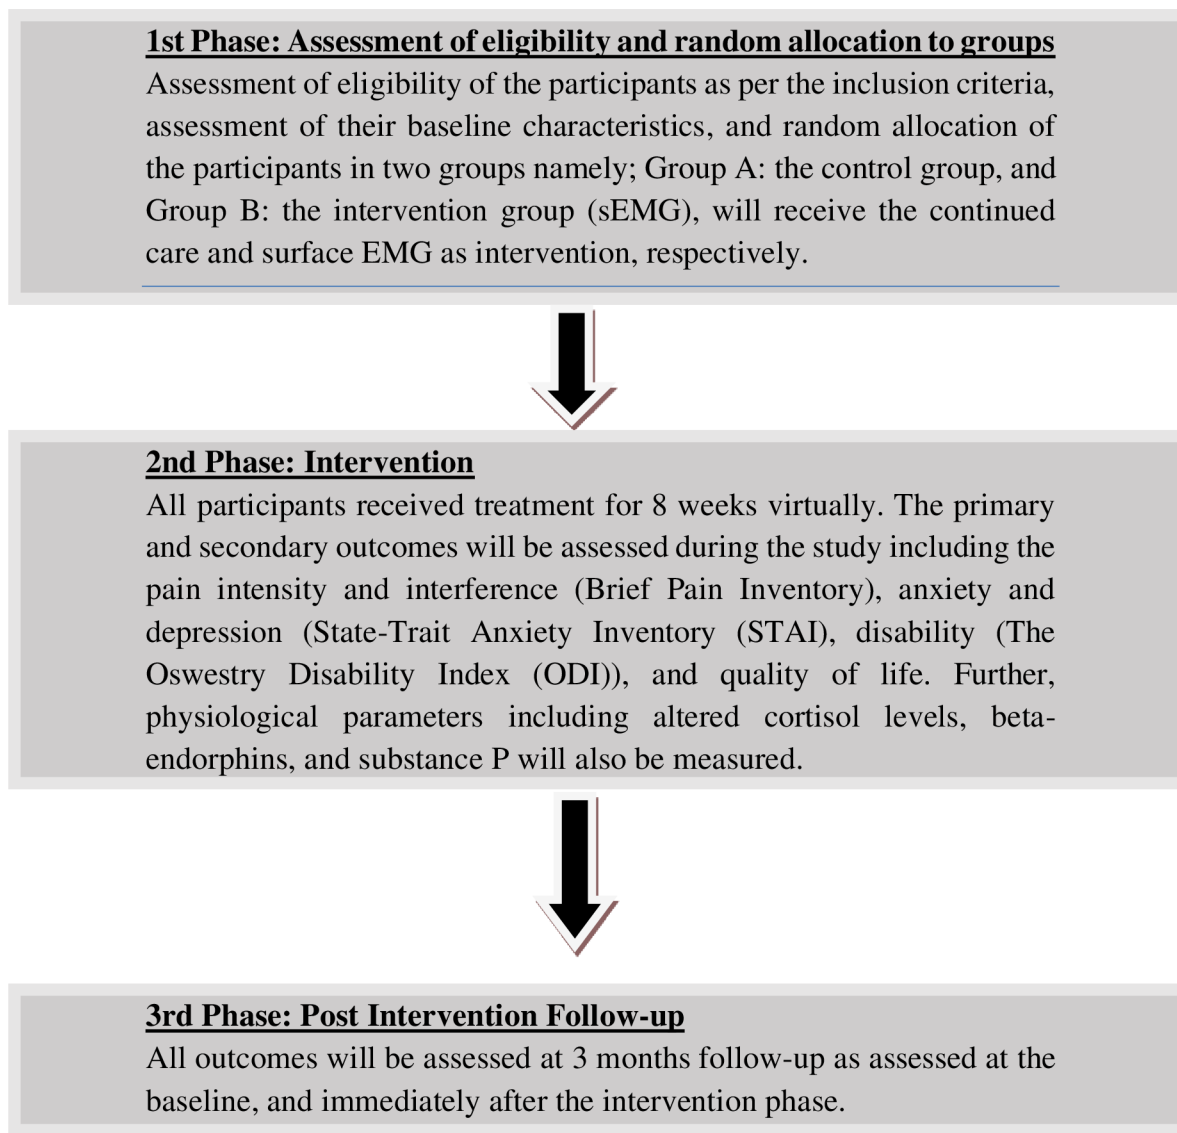 1st Phase: Assessment of eligibility and random allocation to groups
Assessment of eligibility of the participants as per the inclusion criteria,
assessment of their baseline characteristics, and random allocation of
the participants in two groups namely; Group A: the control group, and
Group B: the intervention group (sEMG), will receive the continued
care and surface EMG as intervention, respectively.
2nd Phase: Intervention
All participants received treatment for 8 weeks virtually. The primary
and secondary outcomes will be assessed during the study including the
pain intensity and interference (Brief Pain Inventory), anxiety and
depression (State-Trait Anxiety Inventory (STAI), disability (The
Oswestry Disability Index (ODI)), and quality of life. Further,
physiological parameters including altered cortisol levels, beta-
endorphins, and substance P will also be measured.
3rd Phase: Post Intervention Follow-up
All outcomes will be assessed at 3 months follow-up as assessed at the
baseline, and immediately after the intervention phase.